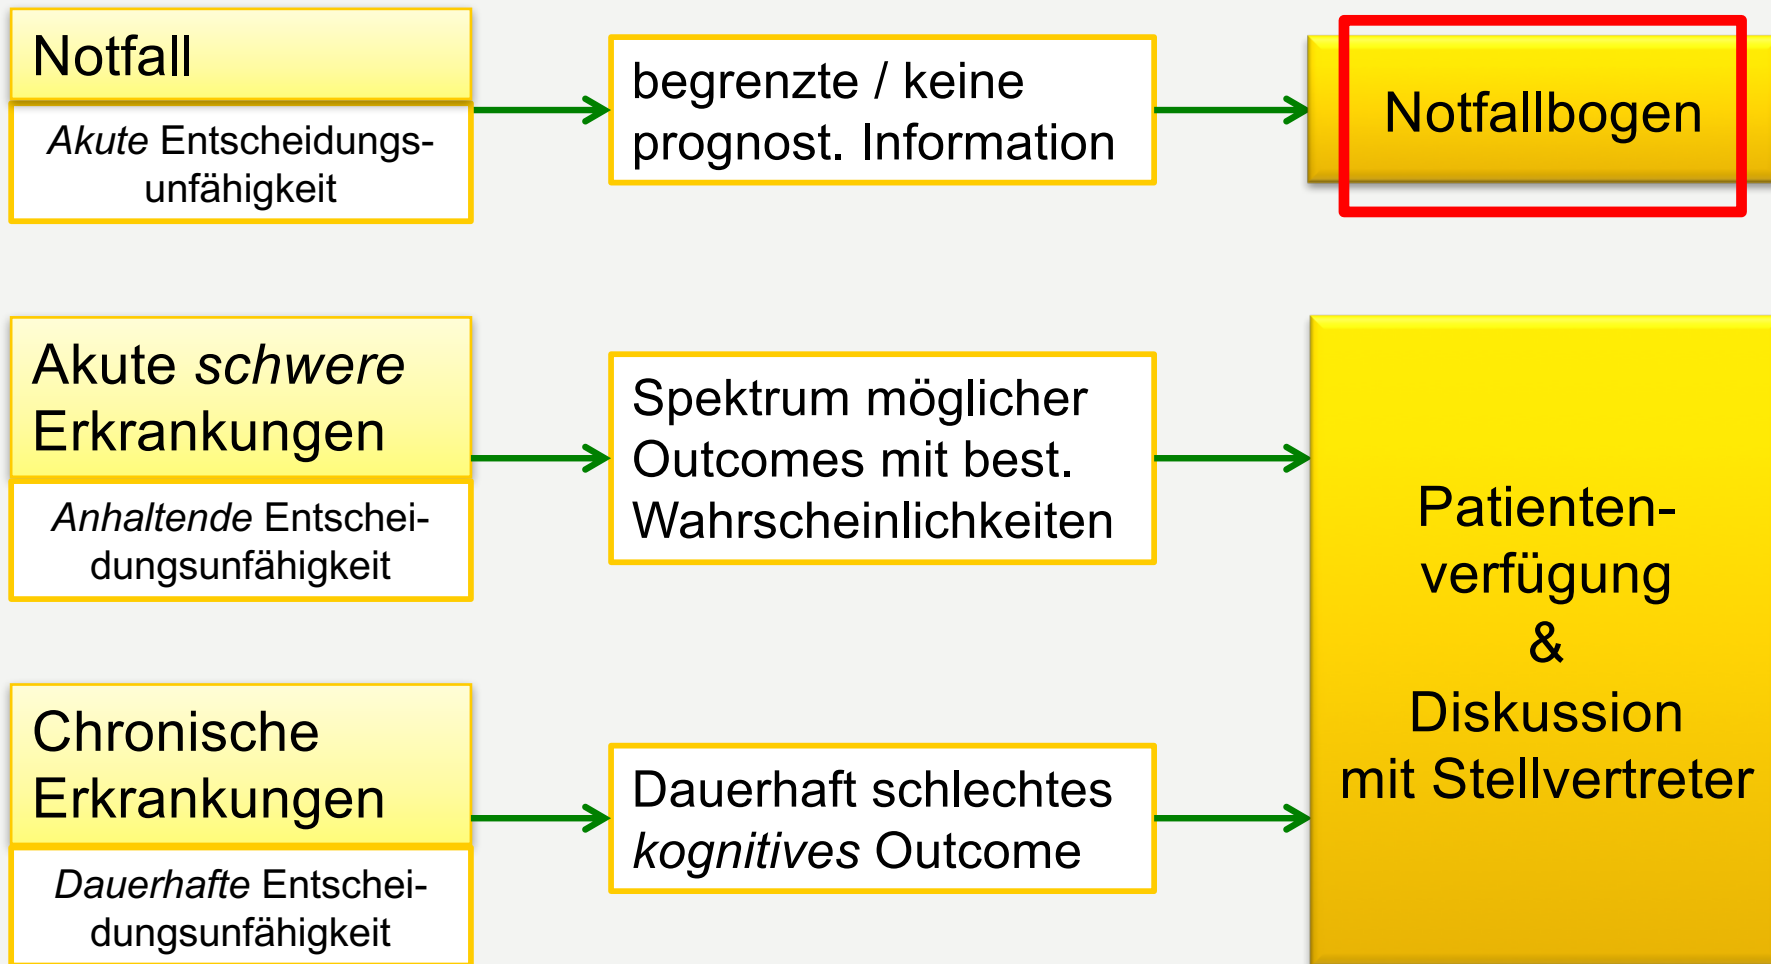 Notfall
Akute Entscheidungs-
unfähigkeit
begrenzte / keine
prognost. Information
Notfallbogen
Akute schwere
Erkrankungen
Anhaltende Entschei-
dungsunfähigkeit
Spektrum möglicher
Outcomes mit best.
Wahrscheinlichkeiten
Patienten-
verfügung
&
Diskussion
mit Stellvertreter
Chronische
Erkrankungen
Dauerhafte Entschei-
dungsunfähigkeit
Dauerhaft schlechtes
kognitives Outcome